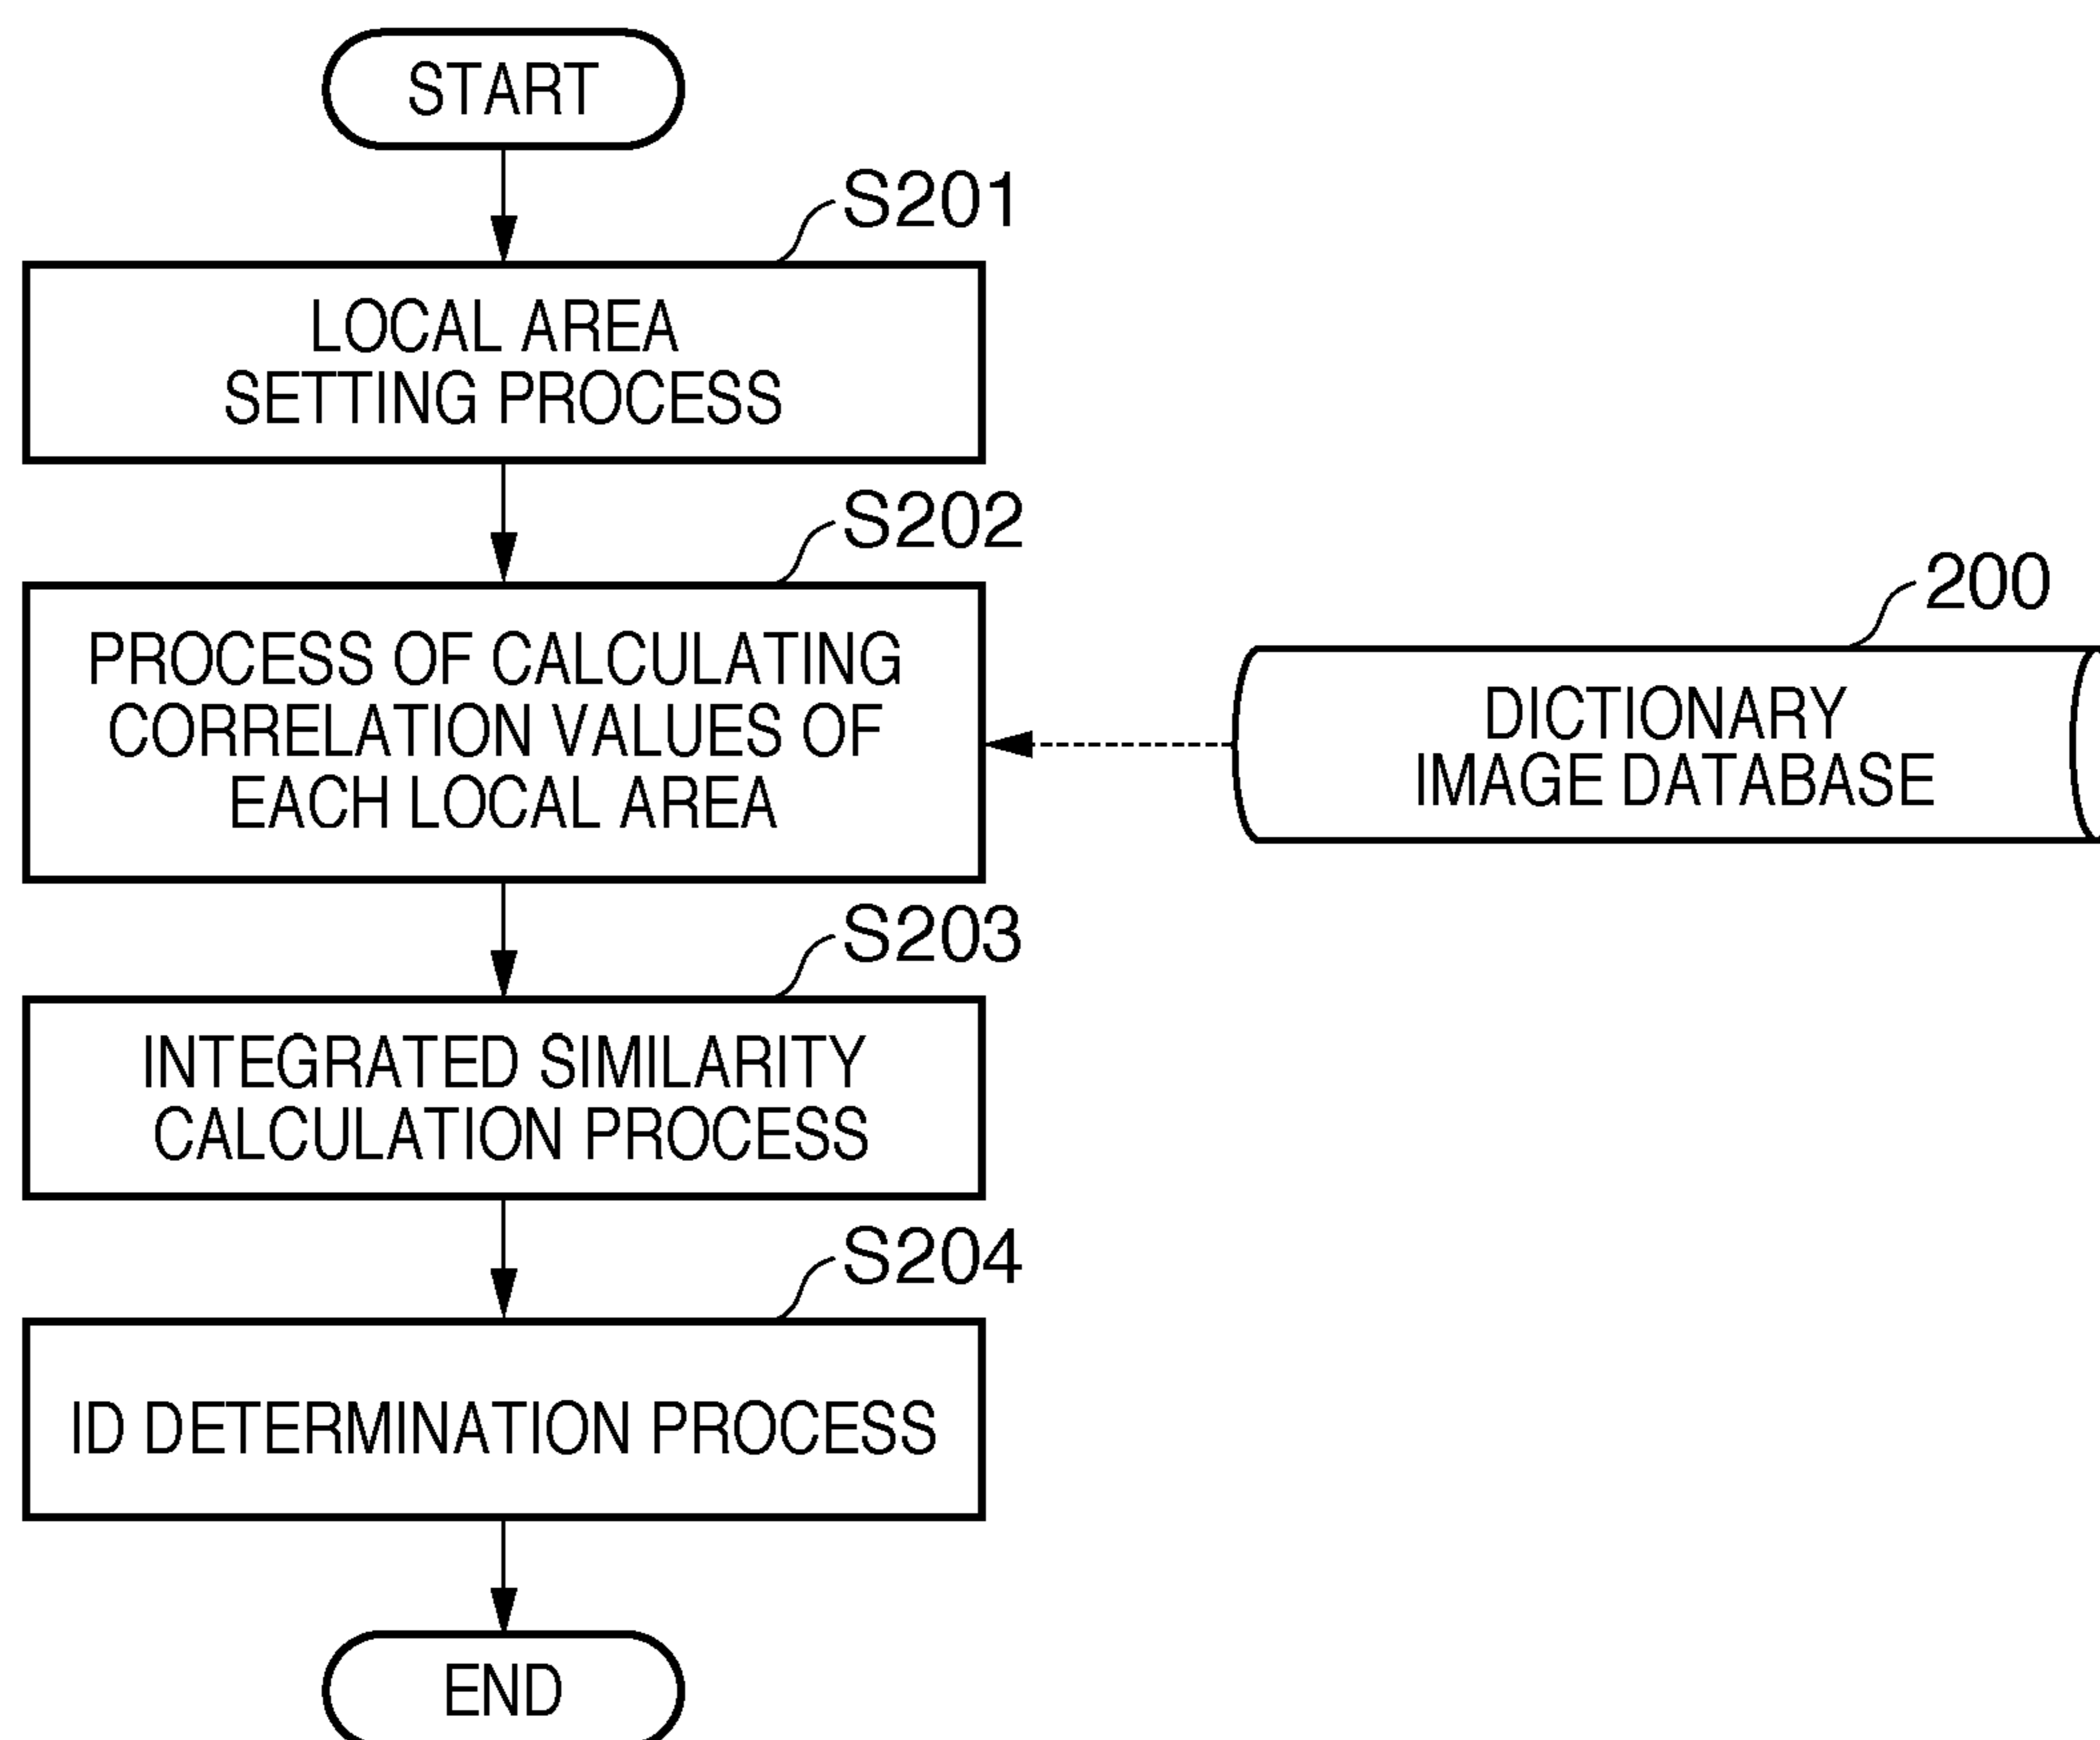 START
S201
LOCAL AREA
SETTING PROCESS
S202
PROCESS OF CALCULATING
CORRELATION VALUES OF
EACH LOCAL AREA
200
DICTIONARY
IMAGE DATABASE
S203
INTEGRATED SIMILARITY
CALCULATION PROCESS
S204
ID DETERMINATION PROCESS
END